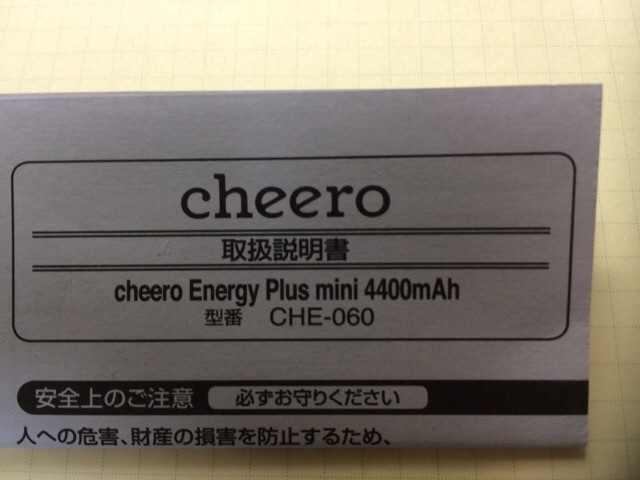 cheero
取扱説明書
cheero Energy Plus mini 4400mAh
型番 CHE-060
安全上のご注意 必ずお守りください
人への危害、財産の損害を防止するため、